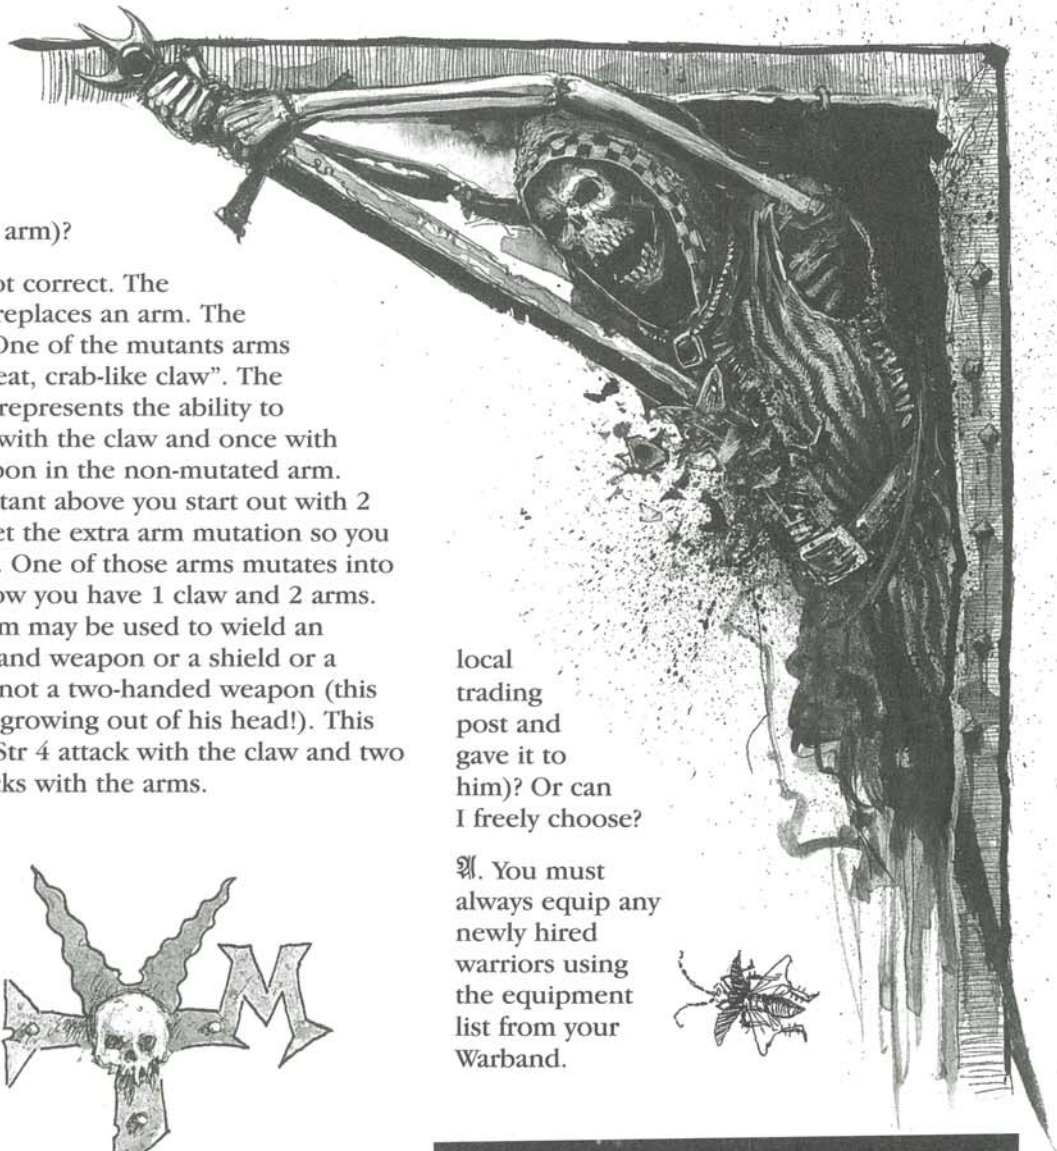 arm)?
ot correct. The
replaces an arm. The
One of the mutants arms
eat, crab-like claw”. The
represents the ability to
with the claw and once with
pon in the non-mutated arm.
tant above you start out with 2
et the extra arm mutation so you
. One of those arms mutates into
ow you have 1 claw and 2 arms.
m may be used to wield an
and weapon or a shield or a
not a two-handed weapon (this
growing out of his head!). This
Str 4 attack with the claw and two
cks with the arms.
local
trading
post and
gave it to
him)? Or can
I freely choose?
𝔄. You must
always equip any
newly hired
warriors using
the equipment
list from your
Warband.